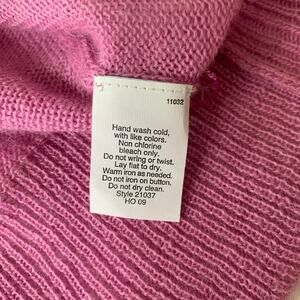 11032
Hand wash cold,
with like colors.
Non chlorine
bleach only.
Do not wring or twist.
Lay flat to dry.
Warm iron as needed.
Do not iron on button.
Do not dry clean.
Style 21037
HO 09